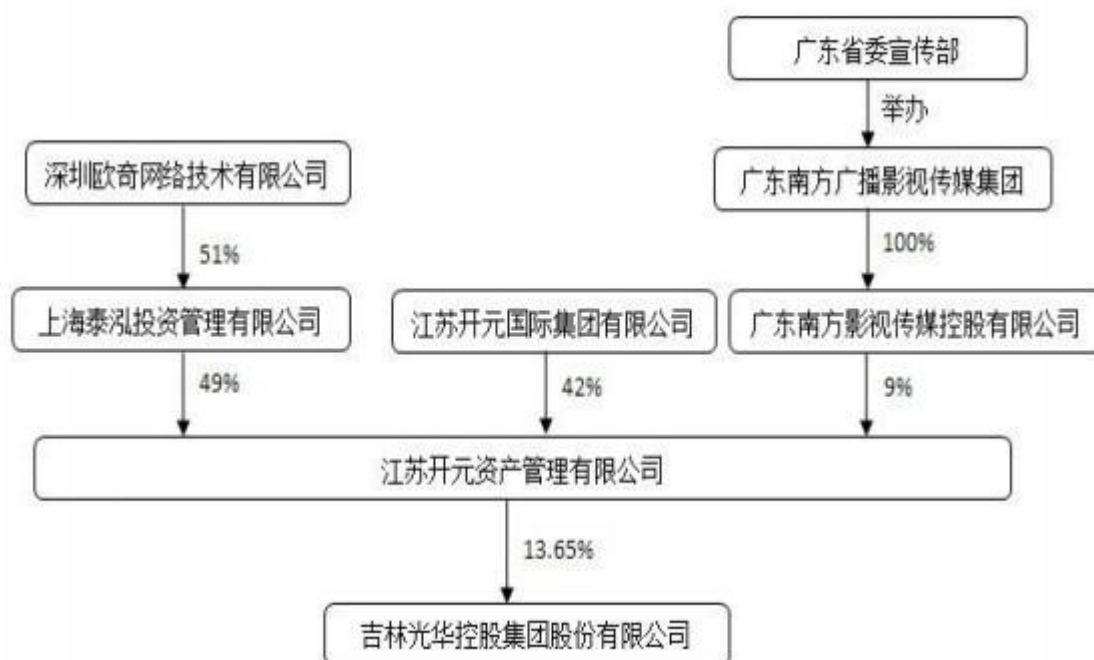 广东省委宣传部
举办
深圳欧奇网络技术有限公司
广东南方广播影视传媒集团
51%
100%
上海泰泓投资管理有限公司
江苏开元国际集团有限公司
广东南方影视传媒控股有限公司
49%
42%
9%
江苏开元资产管理有限公司
13.65%
吉林光华控股集团股份有限公司